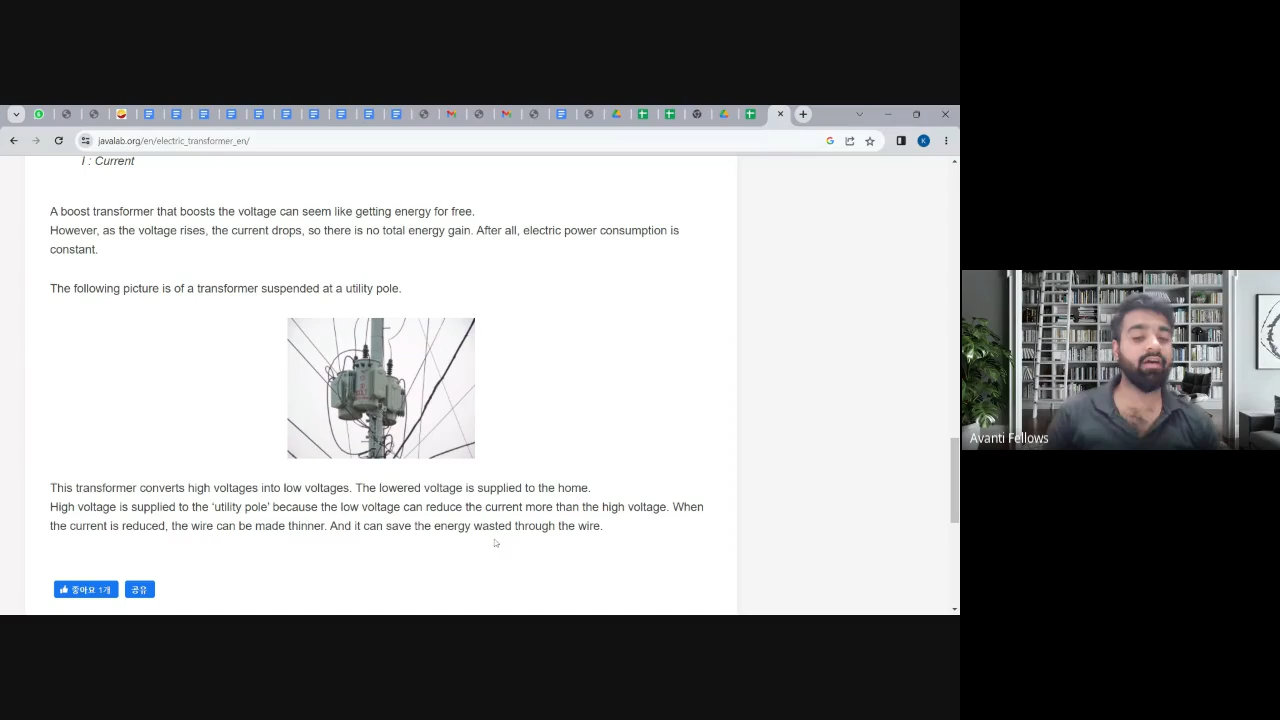 javalab.org/en/electric_transformer_en/
I : Current
A boost transformer that boosts the voltage can seem like getting energy for free.
However, as the voltage rises, the current drops, so there is no total energy gain. After all, electric power consumption is
constant.
The following picture is of a transformer suspended at a utility pole.
This transformer converts high voltages into low voltages. The lowered voltage is supplied to the home.
High voltage is supplied to the ‘utility pole’ because the low voltage can reduce the current more than the high voltage. When
the current is reduced, the wire can be made thinner. And it can save the energy wasted through the wire.
좋아요 1개
공유
K
Avanti Fellows